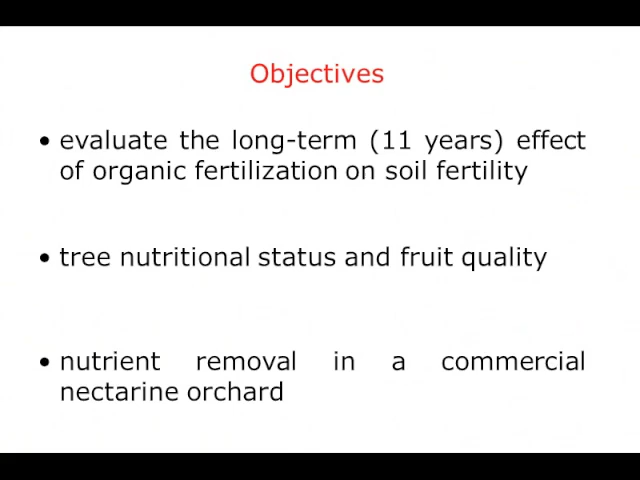 Objectives
• evaluate the long-term (11 years) effect
of organic fertilization on soil fertility
• tree nutritional status and fruit quality
• nutrient removal in a commercial
nectarine orchard